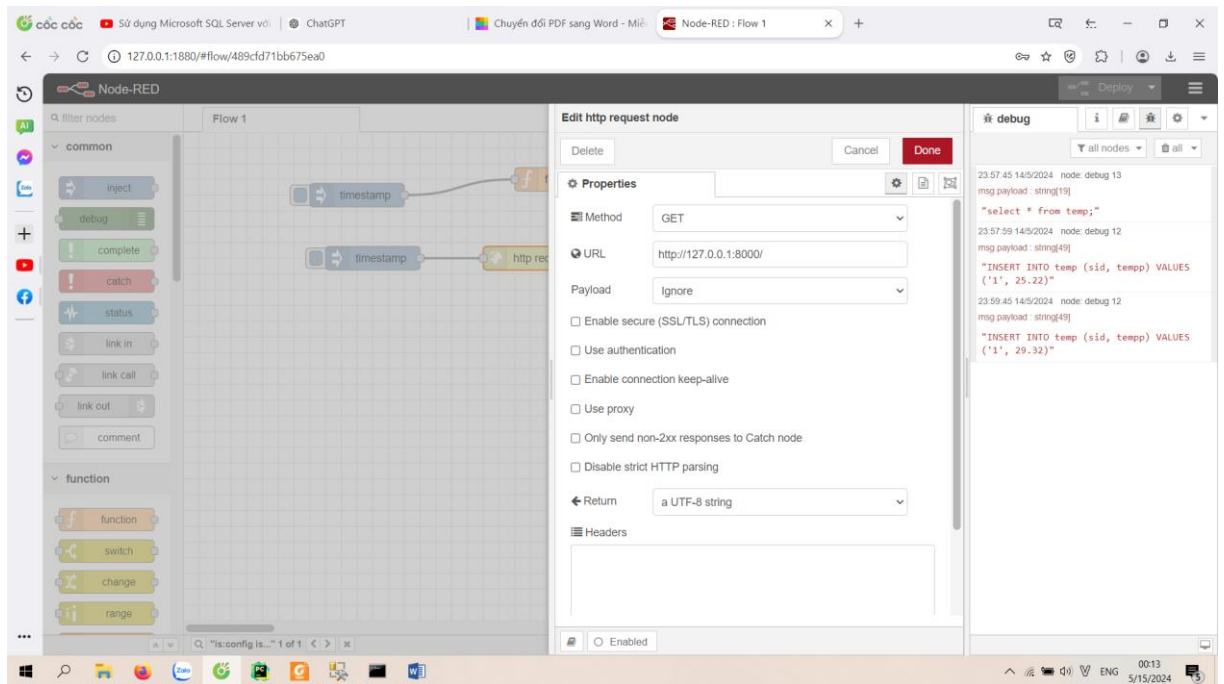 cốc cốc
Sử dụng Microsoft SQL Server với
ChatGPT
Chuyển đổi PDF sang Word - Miễ
Node-RED : Flow 1
127.0.0.1:1880/#flow/489cfd71bb675ea0
Node-RED
Deploy
filter nodes
Flow 1
common
inject
debug
complete
catch
status
link in
link call
link out
comment
function
function
switch
change
range
timestamp
f
timestamp
http rec
"is:config is..." 1 of 1
Edit http request node
Delete
Cancel
Done
Properties
Method
GET
URL
http://127.0.0.1:8000/
Payload
Ignore
Enable secure (SSL/TLS) connection
Use authentication
Enable connection keep-alive
Use proxy
Only send non-2xx responses to Catch node
Disable strict HTTP parsing
Return
a UTF-8 string
Headers
Enabled
debug
i
all nodes
all
23:57:45 14/5/2024 node: debug 13
msg.payload : string[19]
"select * from temp;"
23:57:59 14/5/2024 node: debug 12
msg.payload : string[49]
"INSERT INTO temp (sid, tempp) VALUES
('1', 25.22)"
23:59:45 14/5/2024 node: debug 12
msg.payload : string[49]
"INSERT INTO temp (sid, tempp) VALUES
('1', 29.32)"
AI
Zalo
Zalo
PC
W
ENG
00:13
5/15/2024
5